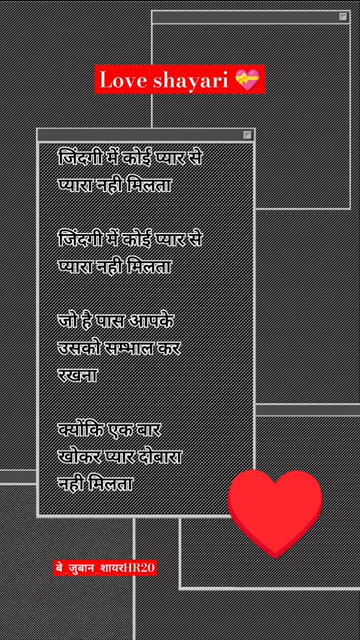 Love shayari 💝
जिंदगी में कोई प्यार से
प्यारा नही मिलता
जिंदगी में कोई प्यार से
प्यारा नही मिलता
जो है पास आपके
उसको सम्भाल कर
रखना
क्योंकि एक बार
खोकर प्यार दोबारा
नही मिलता
बे जुबान शायरHR20